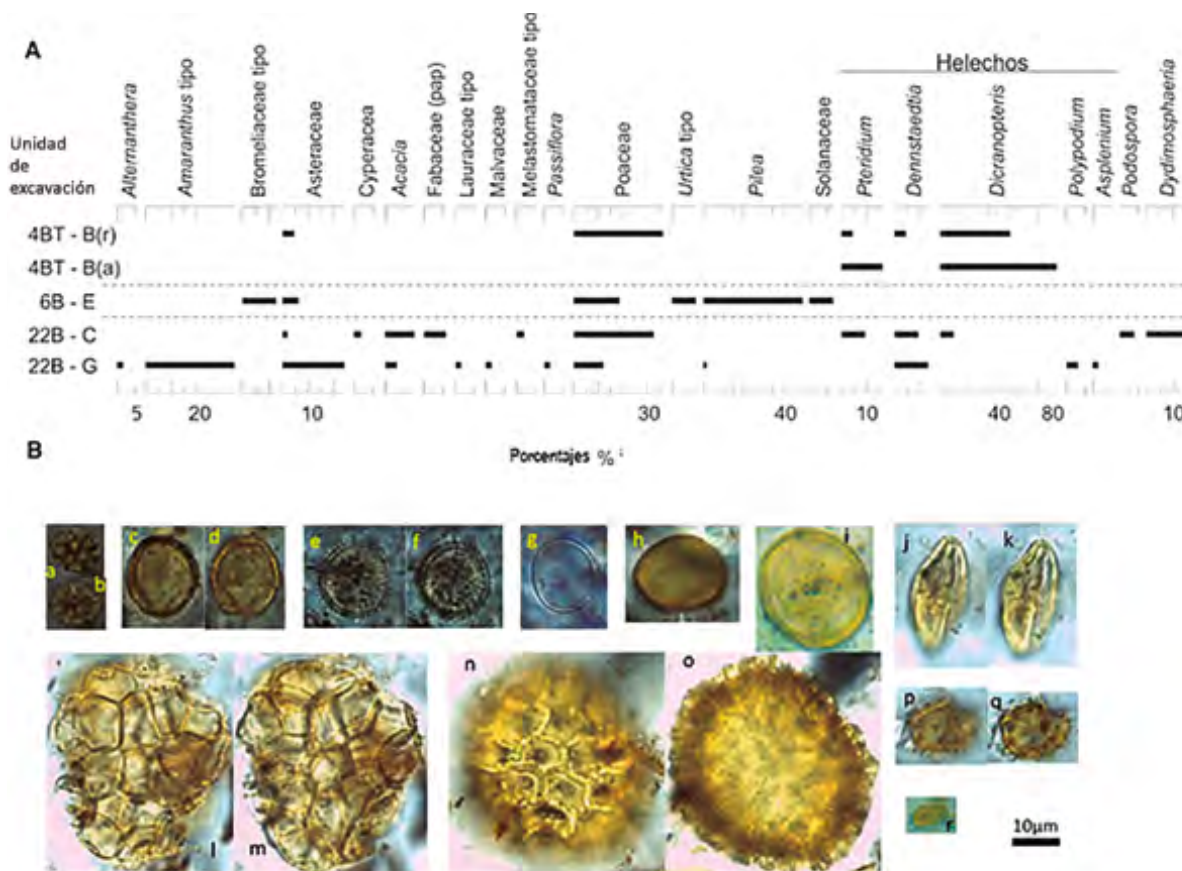 A
Helechos
Unidad
de
excavación
Alternanthera
Amaranthus tipo
Bromeliaceae tipo
Asteraceae
Cyperacea
Acacia
Fabaceae (pap)
Lauraceae tipo
Malvaceae
Melastomataceae tipo
Passiflora
Poaceae
Urtica tipo
Pilea
Solanaceae
Pteridium
Dennstaedtia
Dicranopteris
Polypodium
Asplenium
Podospora
Dydimosphaeria
4BT - B(r)
4BT - B(a)
6B - E
22B - C
22B - G
5 20 10 30 40 10 40 80 10
B
Porcentajes %
a b c d e f g h i j k
l m n o p q r
10µm